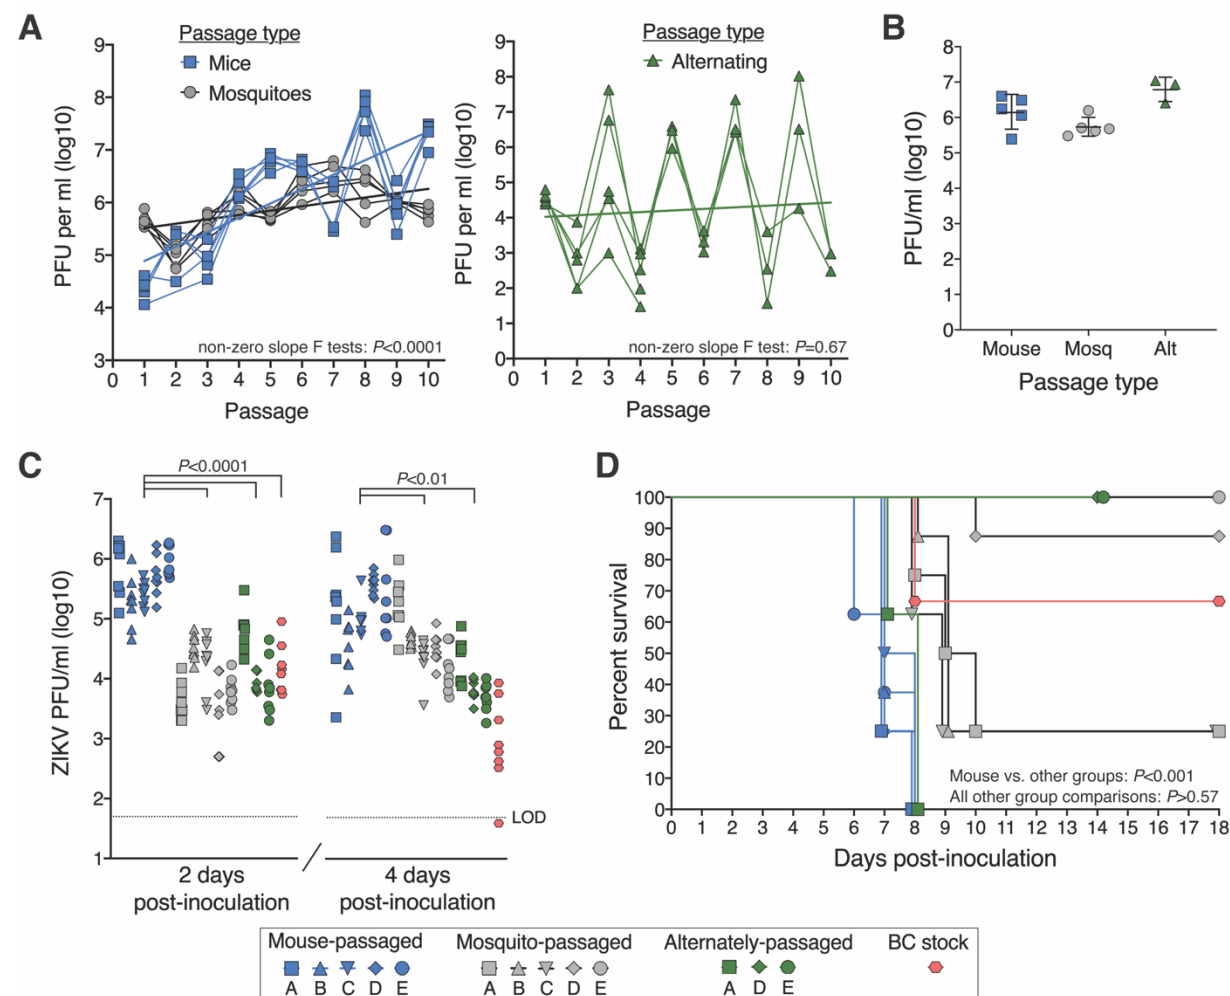 A
Passage type
Mice
Mosquitoes
9
8
7
6
5
4
3
PFU per ml (log10)
non-zero slope F tests: P<0.0001
0 1 2 3 4 5 6 7 8 9 10
Passage
Passage type
Alternating
9
8
7
6
5
4
3
2
1
0
PFU per ml (log10)
non-zero slope F test: P=0.67
0 1 2 3 4 5 6 7 8 9 10
Passage
B
8
7
6
5
4
3
2
1
0
PFU/ml (log10)
Mouse Mosq Alt
Passage type
C
P<0.0001
P<0.01
7
6
5
4
3
2
1
ZIKV PFU/ml (log10)
LOD
2 days
post-inoculation
4 days
post-inoculation
D
100
90
80
70
60
50
40
30
20
10
0
Percent survival
Mouse vs. other groups: P<0.001
All other group comparisons: P>0.57
0 1 2 3 4 5 6 7 8 9 10 11 12 13 14 15 16 17 18
Days post-inoculation
Mouse-passaged
A B C D E
Mosquito-passaged
A B C D E
Alternately-passaged
A D E
BC stock